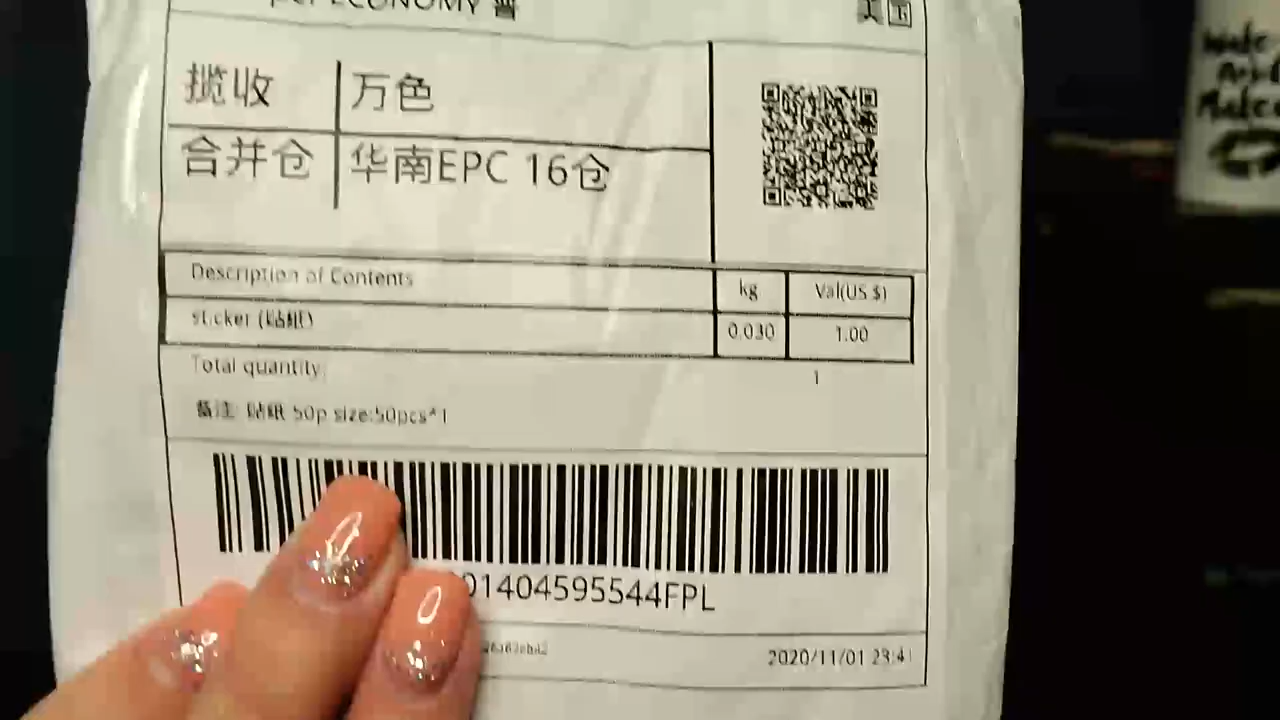 ECONOMY 普
揽收 万色
合并仓 华南EPC 16仓
Description of Contents kg Val(US $)
sticker (贴纸) 0.030 1.00
Total quantity 1
备注: 贴纸 50p size:50pcs*1
01404595544FPL
2020/11/01 23:41